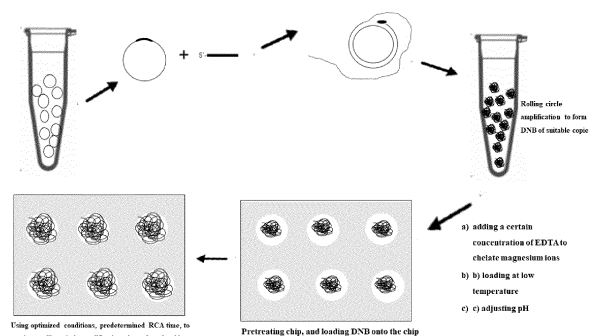 +
5'-
Rolling circle
amplification to form
DNB of suitable copie
a) adding a certain
concentration of EDTA to
chelate magnesium ions
b) b) loading at low
temperature
c) c) adjusting pH
Using optimized conditions, predetermined RCA time, to
Pretreating chip, and loading DNB onto the chip